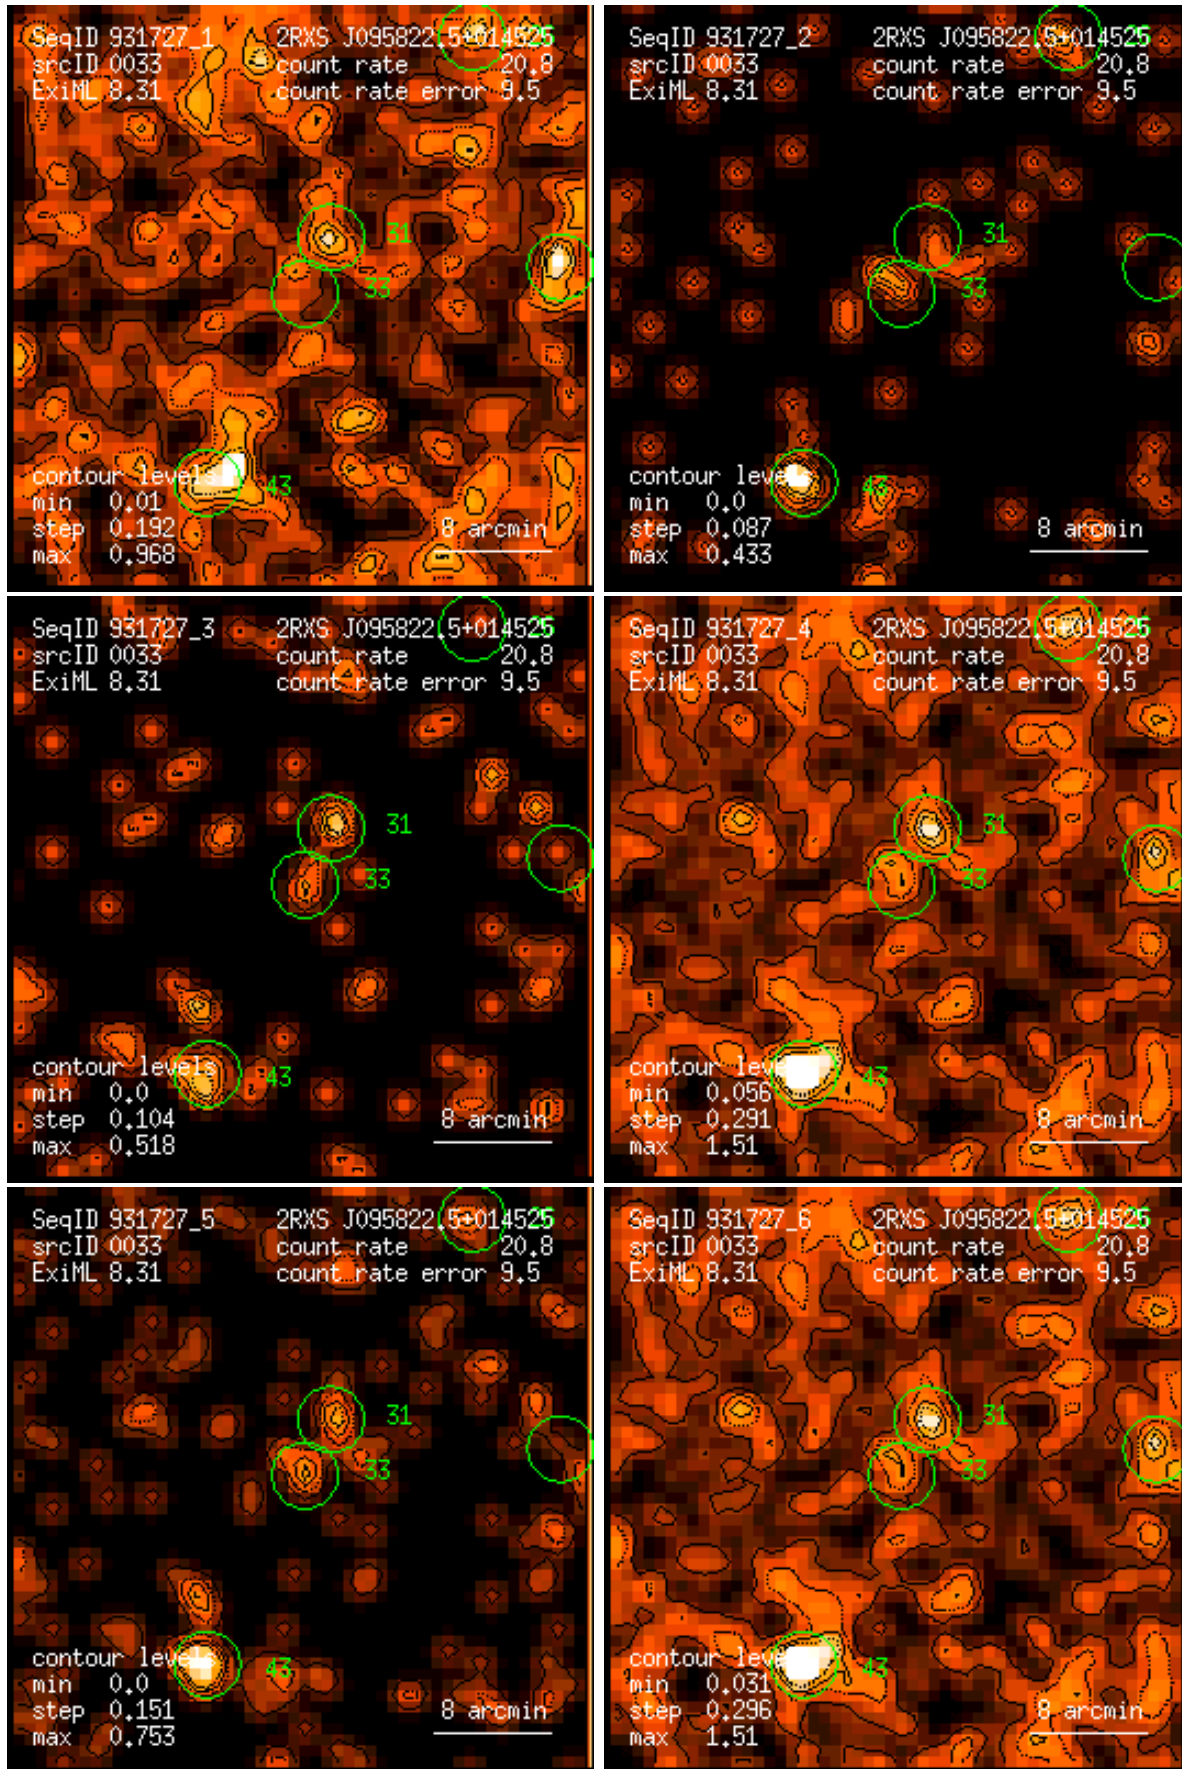 SeqID 931727_1 2RXS J095822.5+014525
srcID 0033 count rate 20.8
ExiML 8.31 count rate error 9.5
31
33
contour levels 43
min 0.01
step 0.192 8 arcmin
max 0.968
SeqID 931727_2 2RXS J095822.5+014525
srcID 0033 count rate 20.8
ExiML 8.31 count rate error 9.5
31
33
contour leve 43
min 0.0
step 0.087 8 arcmin
max 0.433
SeqID 931727_3 2RXS J095822.5+014525
srcID 0033 count rate 20.8
ExiML 8.31 count rate error 9.5
31
33
contour levels 43
min 0.0
step 0.104 8 arcmin
max 0.518
SeqID 931727_4 2RXS J095822.5+014525
srcID 0033 count rate 20.8
ExiML 8.31 count rate error 9.5
31
33
contour leve 43
min 0.056
step 0.291 8 arcmin
max 1.51
SeqID 931727_5 2RXS J095822.5+014525
srcID 0033 count rate 20.8
ExiML 8.31 count rate error 9.5
31
33
contour levels 43
min 0.0
step 0.151 8 arcmin
max 0.753
SeqID 931727_6 2RXS J095822.5+014525
srcID 0033 count rate 20.8
ExiML 8.31 count rate error 9.5
31
33
contour leve 43
min 0.031
step 0.296 8 arcmin
max 1.51